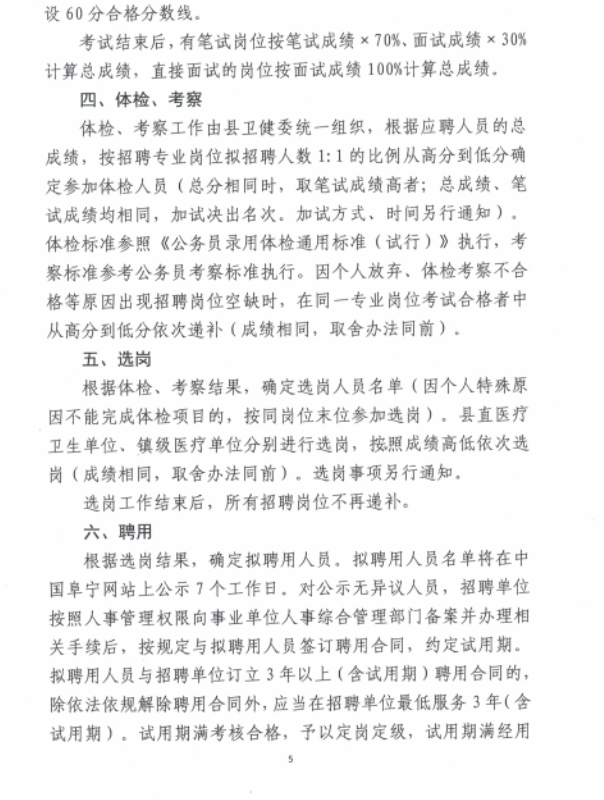 设 60 分合格分数线。
考试结束后，有笔试岗位按笔试成绩×70%、面试成绩×30%
计算总成绩，直接面试的岗位按面试成绩 100%计算总成绩。
四、体检、考察
体检、考察工作由县卫健委统一组织，根据应聘人员的总
成绩，按招聘专业岗位拟招聘人数 1:1 的比例从高分到低分确
定参加体检人员（总分相同时，取笔试成绩高者；总成绩、笔
试成绩均相同，加试决出名次。加试方式、时间另行通知）。
体检标准参照《公务员录用体检通用标准（试行）》执行，考
察标准参考公务员考察标准执行。因个人放弃、体检考察不合
格等原因出现招聘岗位空缺时，在同一专业岗位考试合格者中
从高分到低分依次递补（成绩相同，取舍办法同前）。
五、选岗
根据体检、考察结果，确定选岗人员名单（因个人特殊原
因不能完成体检项目的，按同岗位末位参加选岗）。县直医疗
卫生单位、镇级医疗单位分别进行选岗，按照成绩高低依次选
岗（成绩相同，取舍办法同前）。选岗事项另行通知。
选岗工作结束后，所有招聘岗位不再递补。
六、聘用
根据选岗结果，确定拟聘用人员。拟聘用人员名单将在中
国阜宁网站上公示 7 个工作日。对公示无异议人员，招聘单位
按照人事管理权限向事业单位人事综合管理部门备案并办理相
关手续后，按规定与拟聘用人员签订聘用合同，约定试用期。
拟聘用人员与招聘单位订立 3 年以上（含试用期）聘用合同的，
除依法依规解除聘用合同外，应当在招聘单位最低服务 3 年（含
试用期）。试用期满考核合格，予以定岗定级，试用期满经用
5